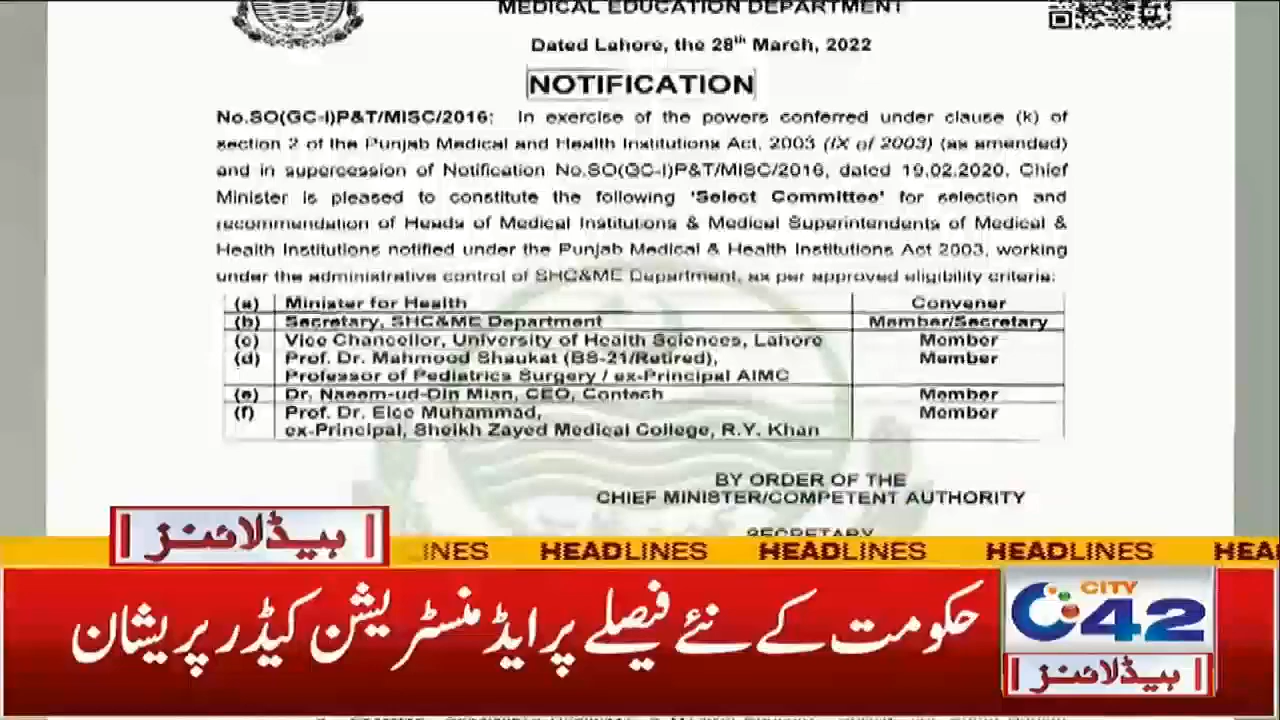 MEDICAL EDUCATION DEPARTMENT
Dated Lahore, the 28th March, 2022
NOTIFICATION
No.SO(GC-I)P&T/MISC/2016: In exercise of the powers conferred under clause (k) of
section 2 of the Punjab Medical and Health Institutions Act, 2003 (IX of 2003) (as amended)
and in supercession of Notification No.SO(GC-I)P&T/MISC/2016, dated 19.02.2020, Chief
Minister is pleased to constitute the following 'Select Committee' for selection and
recommendation of Heads of Medical Institutions & Medical Superintendents of Medical &
Health Institutions notified under the Punjab Medical & Health Institutions Act 2003, working
under the administrative control of SHC&ME Department, as per approved eligibility criteria:
(a) Minister for Health Convener
(b) Secretary, SHC&ME Department Member/Secretary
(c) Vice Chancellor, University of Health Sciences, Lahore Member
(d) Prof. Dr. Mahmood Shaukat (BS-21/Retired), Member
Professor of Pediatrics Surgery / ex-Principal AIMC
(e) Dr. Naeem-ud-Din Mian, CEO, Contech Member
(f) Prof. Dr. Elce Muhammad, Member
ex-Principal, Sheikh Zayed Medical College, R.Y. Khan
BY ORDER OF THE
CHIEF MINISTER/COMPETENT AUTHORITY
SECRETARY
ہیڈلائنز
INES HEADLINES HEADLINES HEADLINES HEA
حکومت کے نئے فیصلے پر ایڈمنسٹریشن کیڈر پریشان
CITY
42
ہیڈلائنز